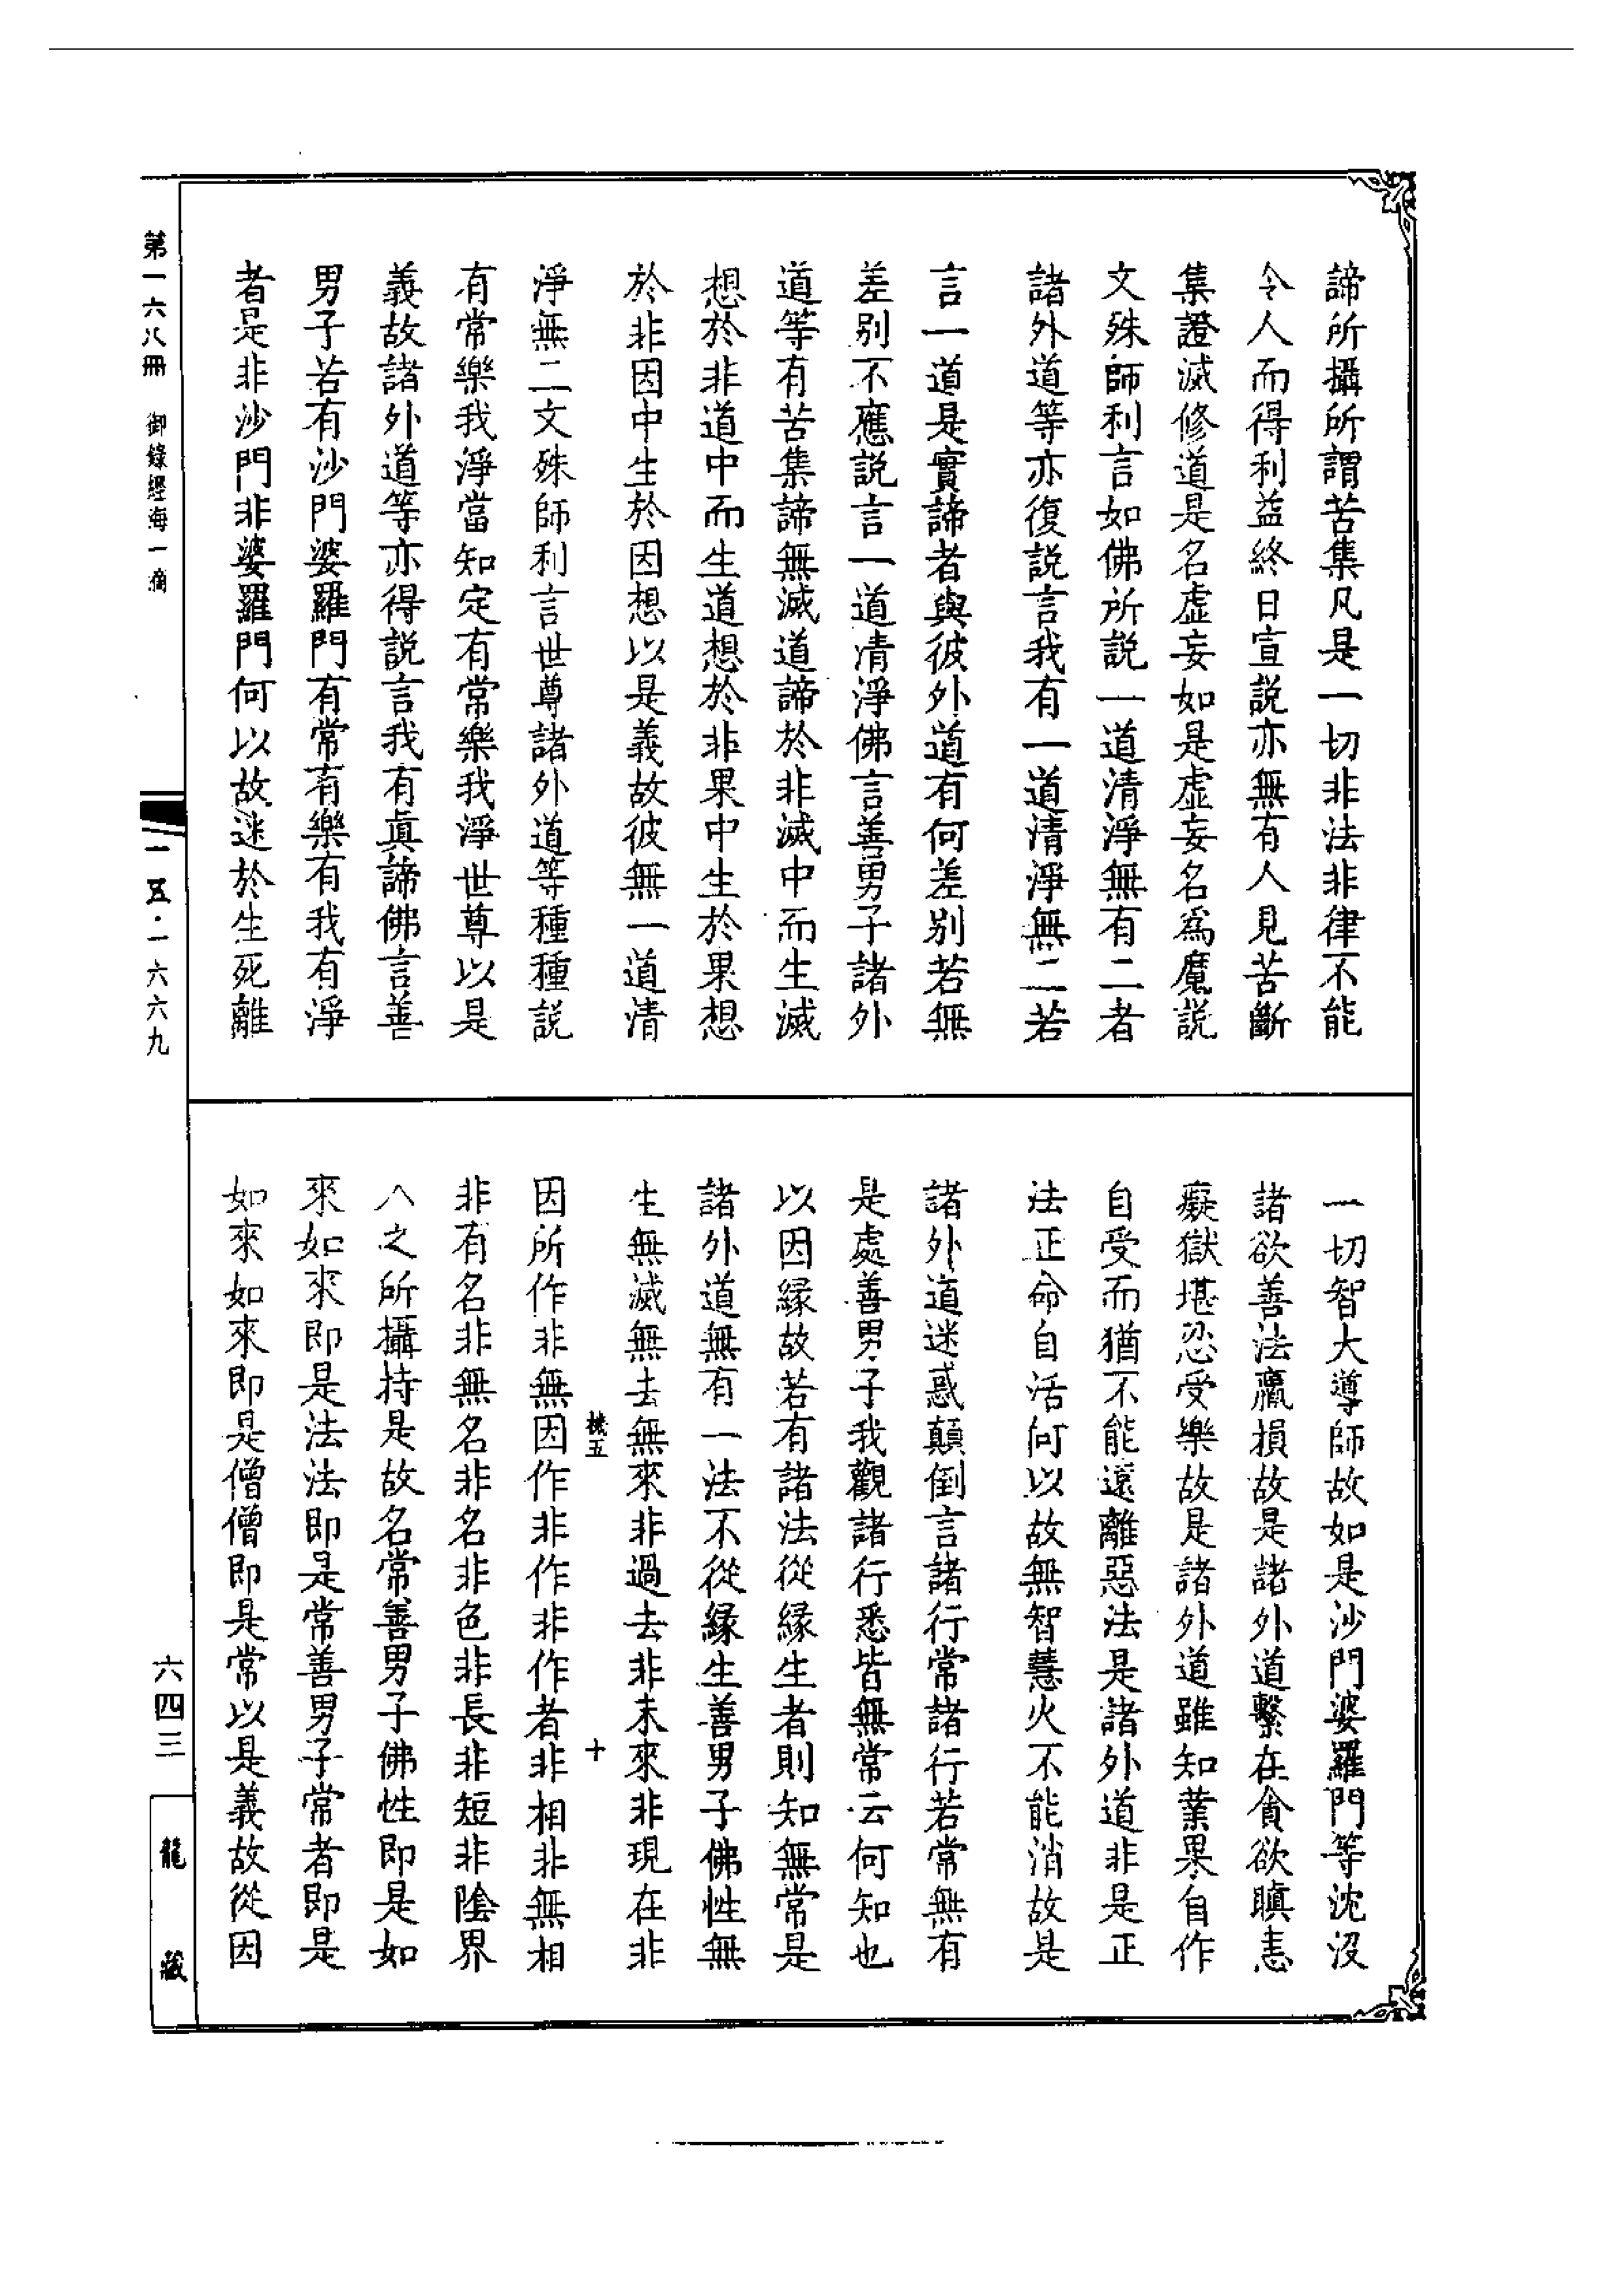 諦所攝所謂苦集凡是一切非法非律不能
令人而得利益終日宣説亦無有人見苦斷
集證滅修道是名虛妄如是虛妄名爲魔説
文殊師利言如佛所説一道清淨無有二者
諸外道等亦復説言我有一道清淨無二若
言一道是實諦者與彼外道有何差別若無
差別不應説言一道清淨佛言善男子諸外
道等有苦集諦無滅道諦於非滅中而生滅
想於非道中而生道想於非果中生於果想
於非因中生於因想以是義故彼無一道清
淨無二文殊師利言世尊諸外道等種種説
有常樂我淨當知定有常樂我淨世尊以是
義故諸外道等亦得説言我有眞諦佛言善
男子若有沙門婆羅門有常有樂有我有淨
者是非沙門非婆羅門何以故迷於生死離
一切智大導師故如是沙門婆羅門等沈没
諸欲善法羸損故是諸外道繫在貪欲瞋恚
癡獄堪忍受樂故是諸外道雖知業果自作
自受而猶不能遠離惡法是諸外道非是正
法正命自活何以故無智慧火不能消故是
諸外道迷惑顛倒言諸行常諸行若常無有
是處善男子我觀諸行悉皆無常云何知也
以因縁故若有諸法從縁生者則知無常是
諸外道無有一法不從縁生善男子佛性無
生無滅無去無來非過去非未來非現在非
機五 十
因所作非無因作非作非作者非相非無相
非有名非無名非名非色非長非短非陰界
入之所攝持是故名常善男子佛性即是如
來如來即是法法即是常善男子常者即是
如來如來即是僧僧即是常以是義故從因
第一六八冊 御錄經海一滴
一五·一六六九
六四三
龍藏